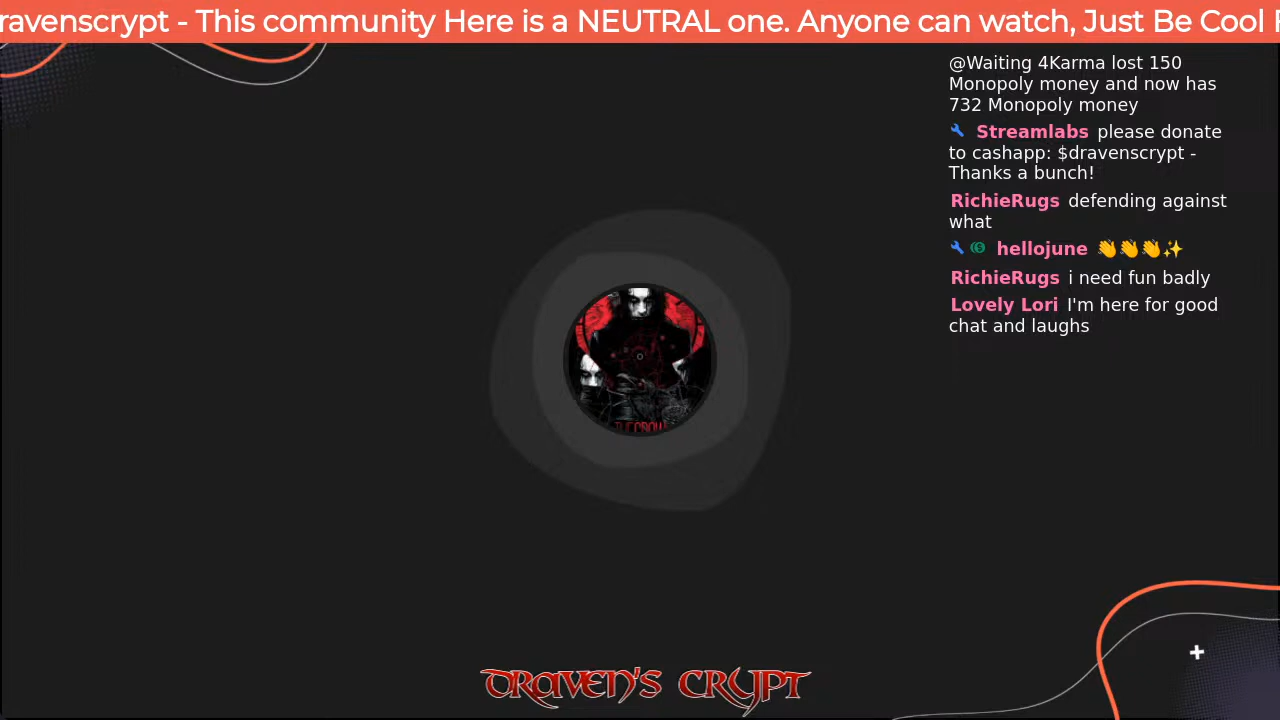 ravenscrypt - This community Here is a NEUTRAL one. Anyone can watch, Just Be Cool
@Waiting 4Karma lost 150
Monopoly money and now has
732 Monopoly money
Streamlabs please donate
to cashapp: $dravenscrypt -
Thanks a bunch!
RichieRugs defending against
what
hellojune 👏👏👏✨
RichieRugs i need fun badly
Lovely Lori I'm here for good
chat and laughs
THE CROW
DRAVEN'S CRYPT